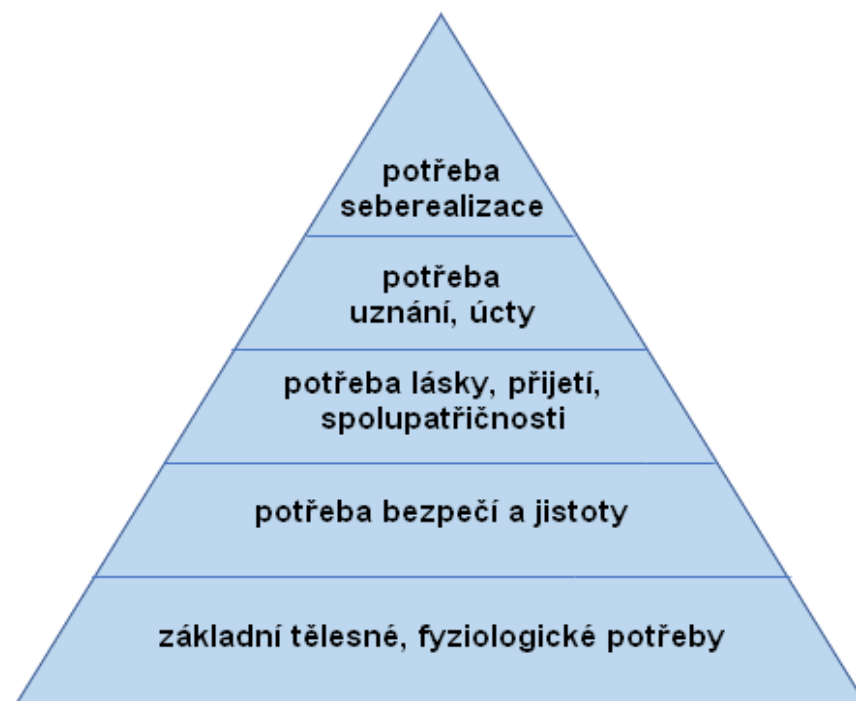 potřeba
seberealizace
potřeba
uznání, úcty
potřeba lásky, přijetí,
spolupatřičnosti
potřeba bezpečí a jistoty
základní tělesné, fyziologické potřeby